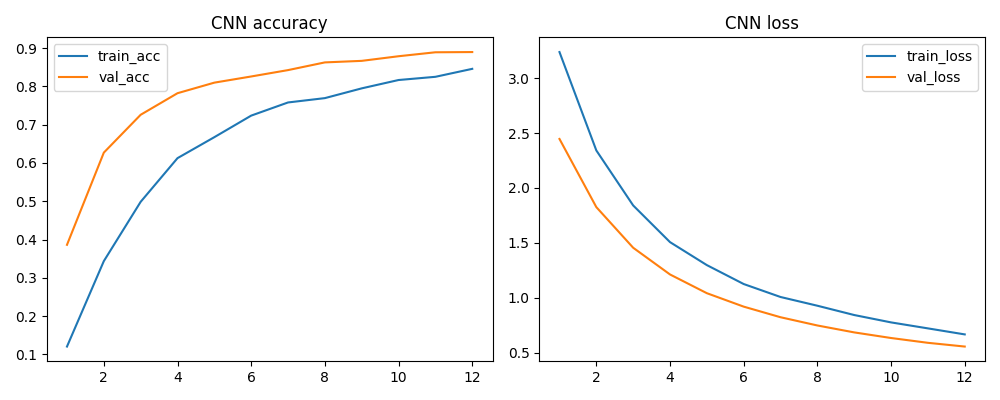 CNN accuracy
train_acc
val_acc
0.9
0.8
0.7
0.6
0.5
0.4
0.3
0.2
0.1
2 4 6 8 10 12
CNN loss
train_loss
val_loss
3.0
2.5
2.0
1.5
1.0
0.5
2 4 6 8 10 12